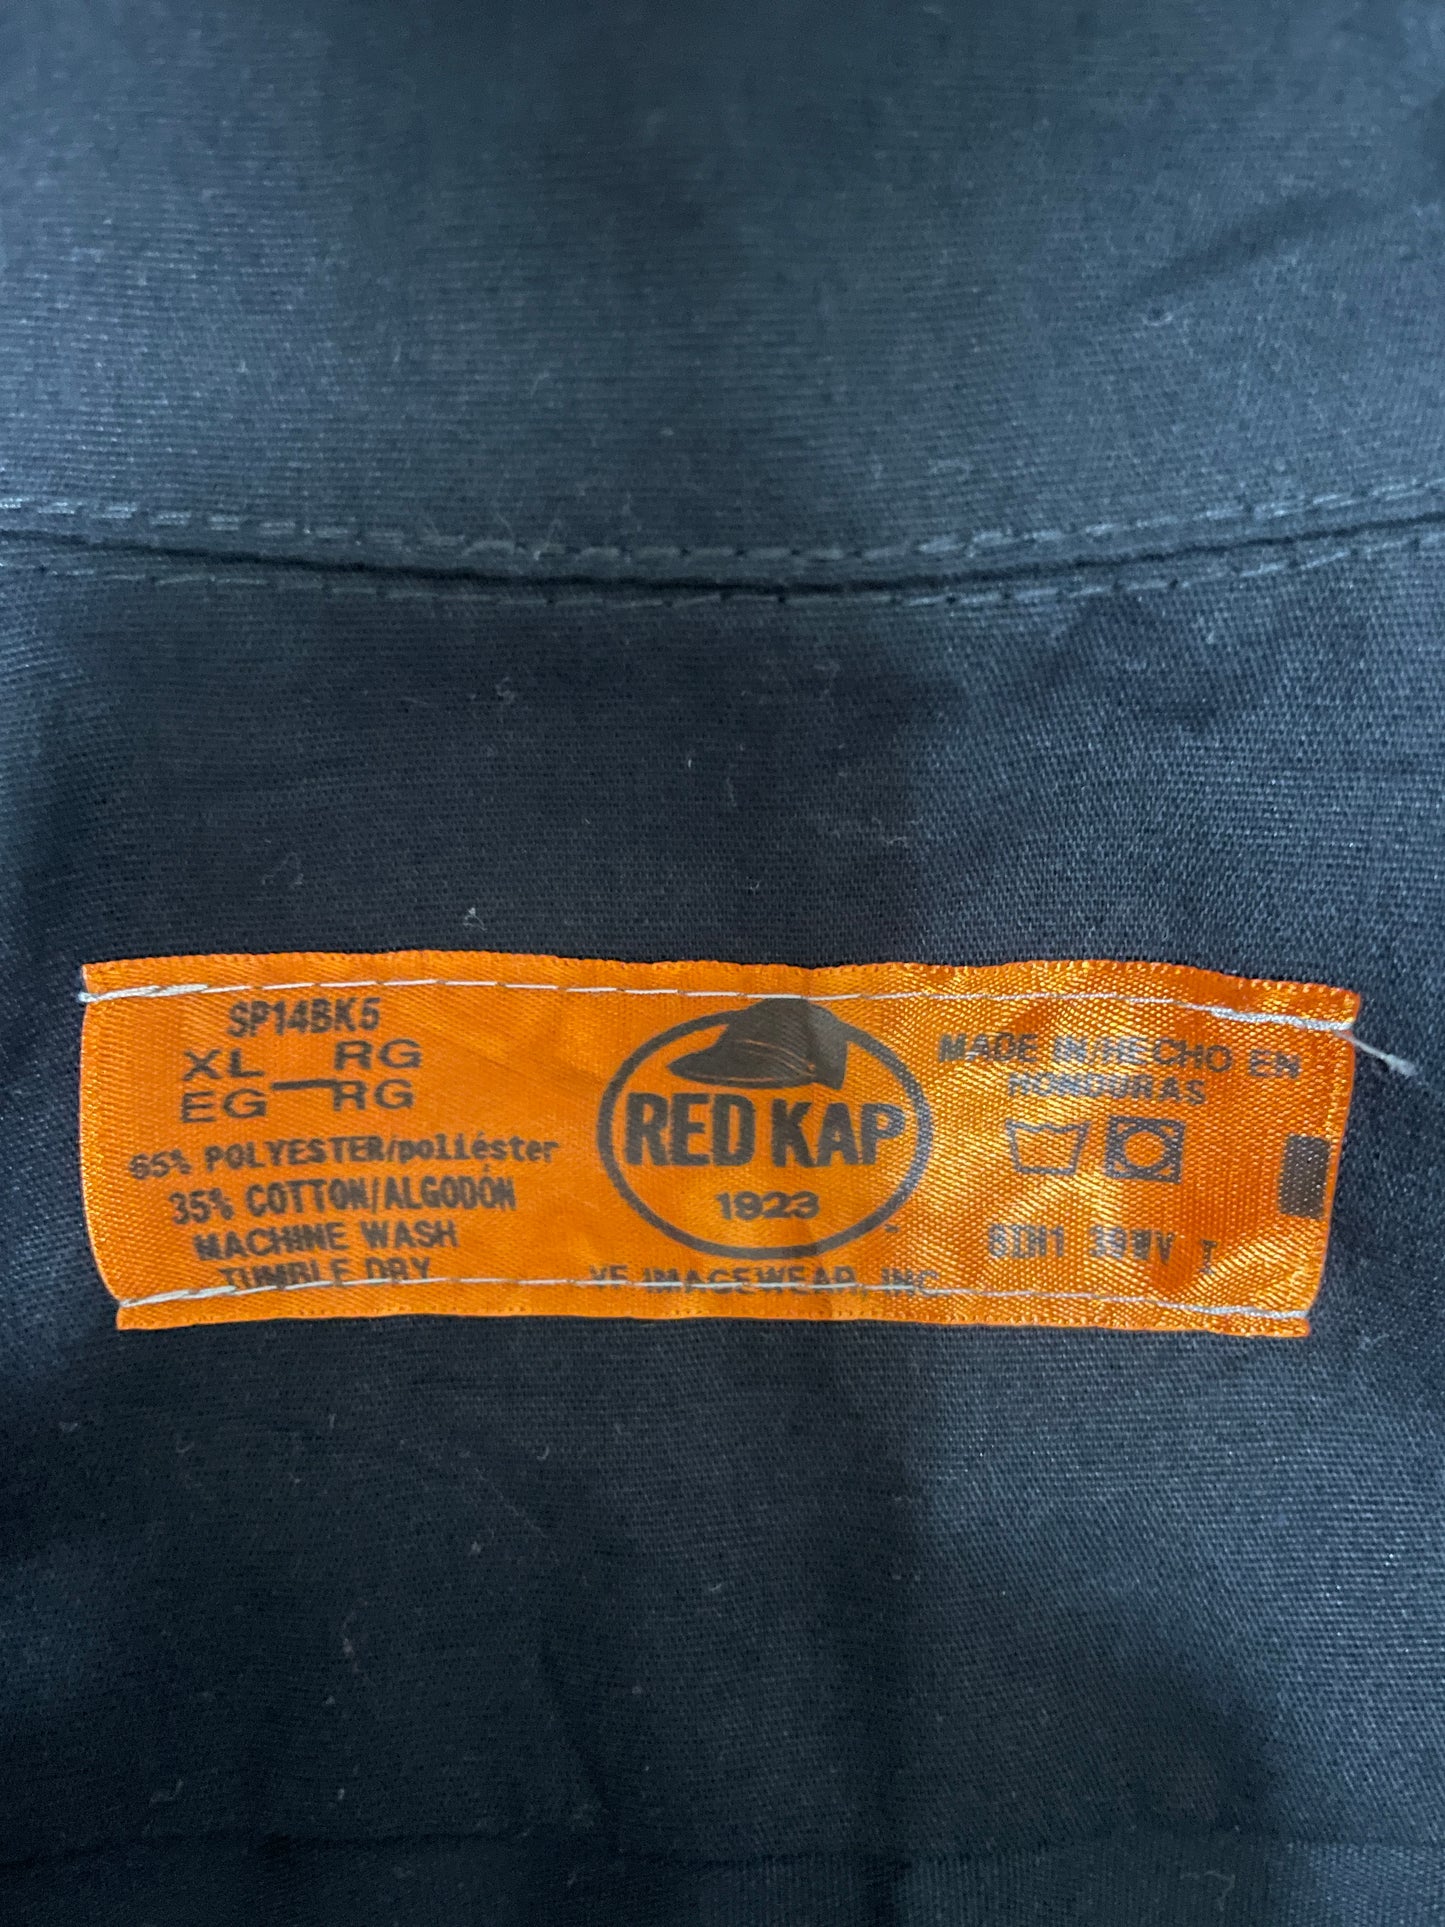 SP14BK5
XL RG
EG RG
65% POLYESTER/poliéster
35% COTTON/ALGODÓN
MACHINE WASH
TUMBLE DRY
RED KAP
1923
VF IMAGEWEAR, INC
MADE IN/HECHO EN
HONDURAS